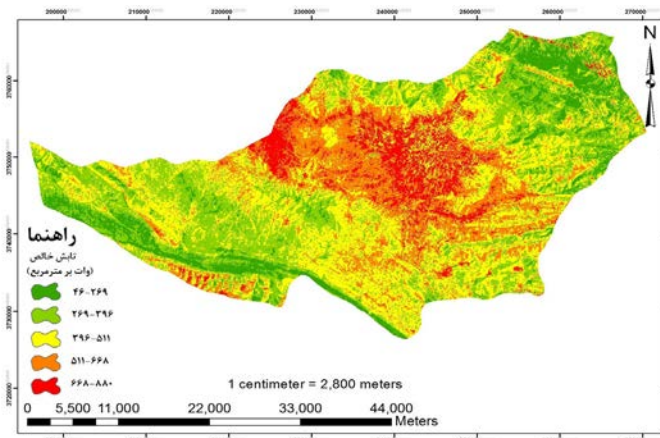 200000 210000 220000 230000 240000 250000 260000 270000
N
3760000
3750000
3740000
3730000
3720000
راهنما
تابش خالص
(وات بر مترمربع)
۴۶-۲۶۹
۲۶۹-۳۹۶
۳۹۶-۵۱۱
۵۱۱-۶۶۸
۶۶۸-۸۸۰
1 centimeter = 2,800 meters
0 5,500 11,000 22,000 33,000 44,000
Meters